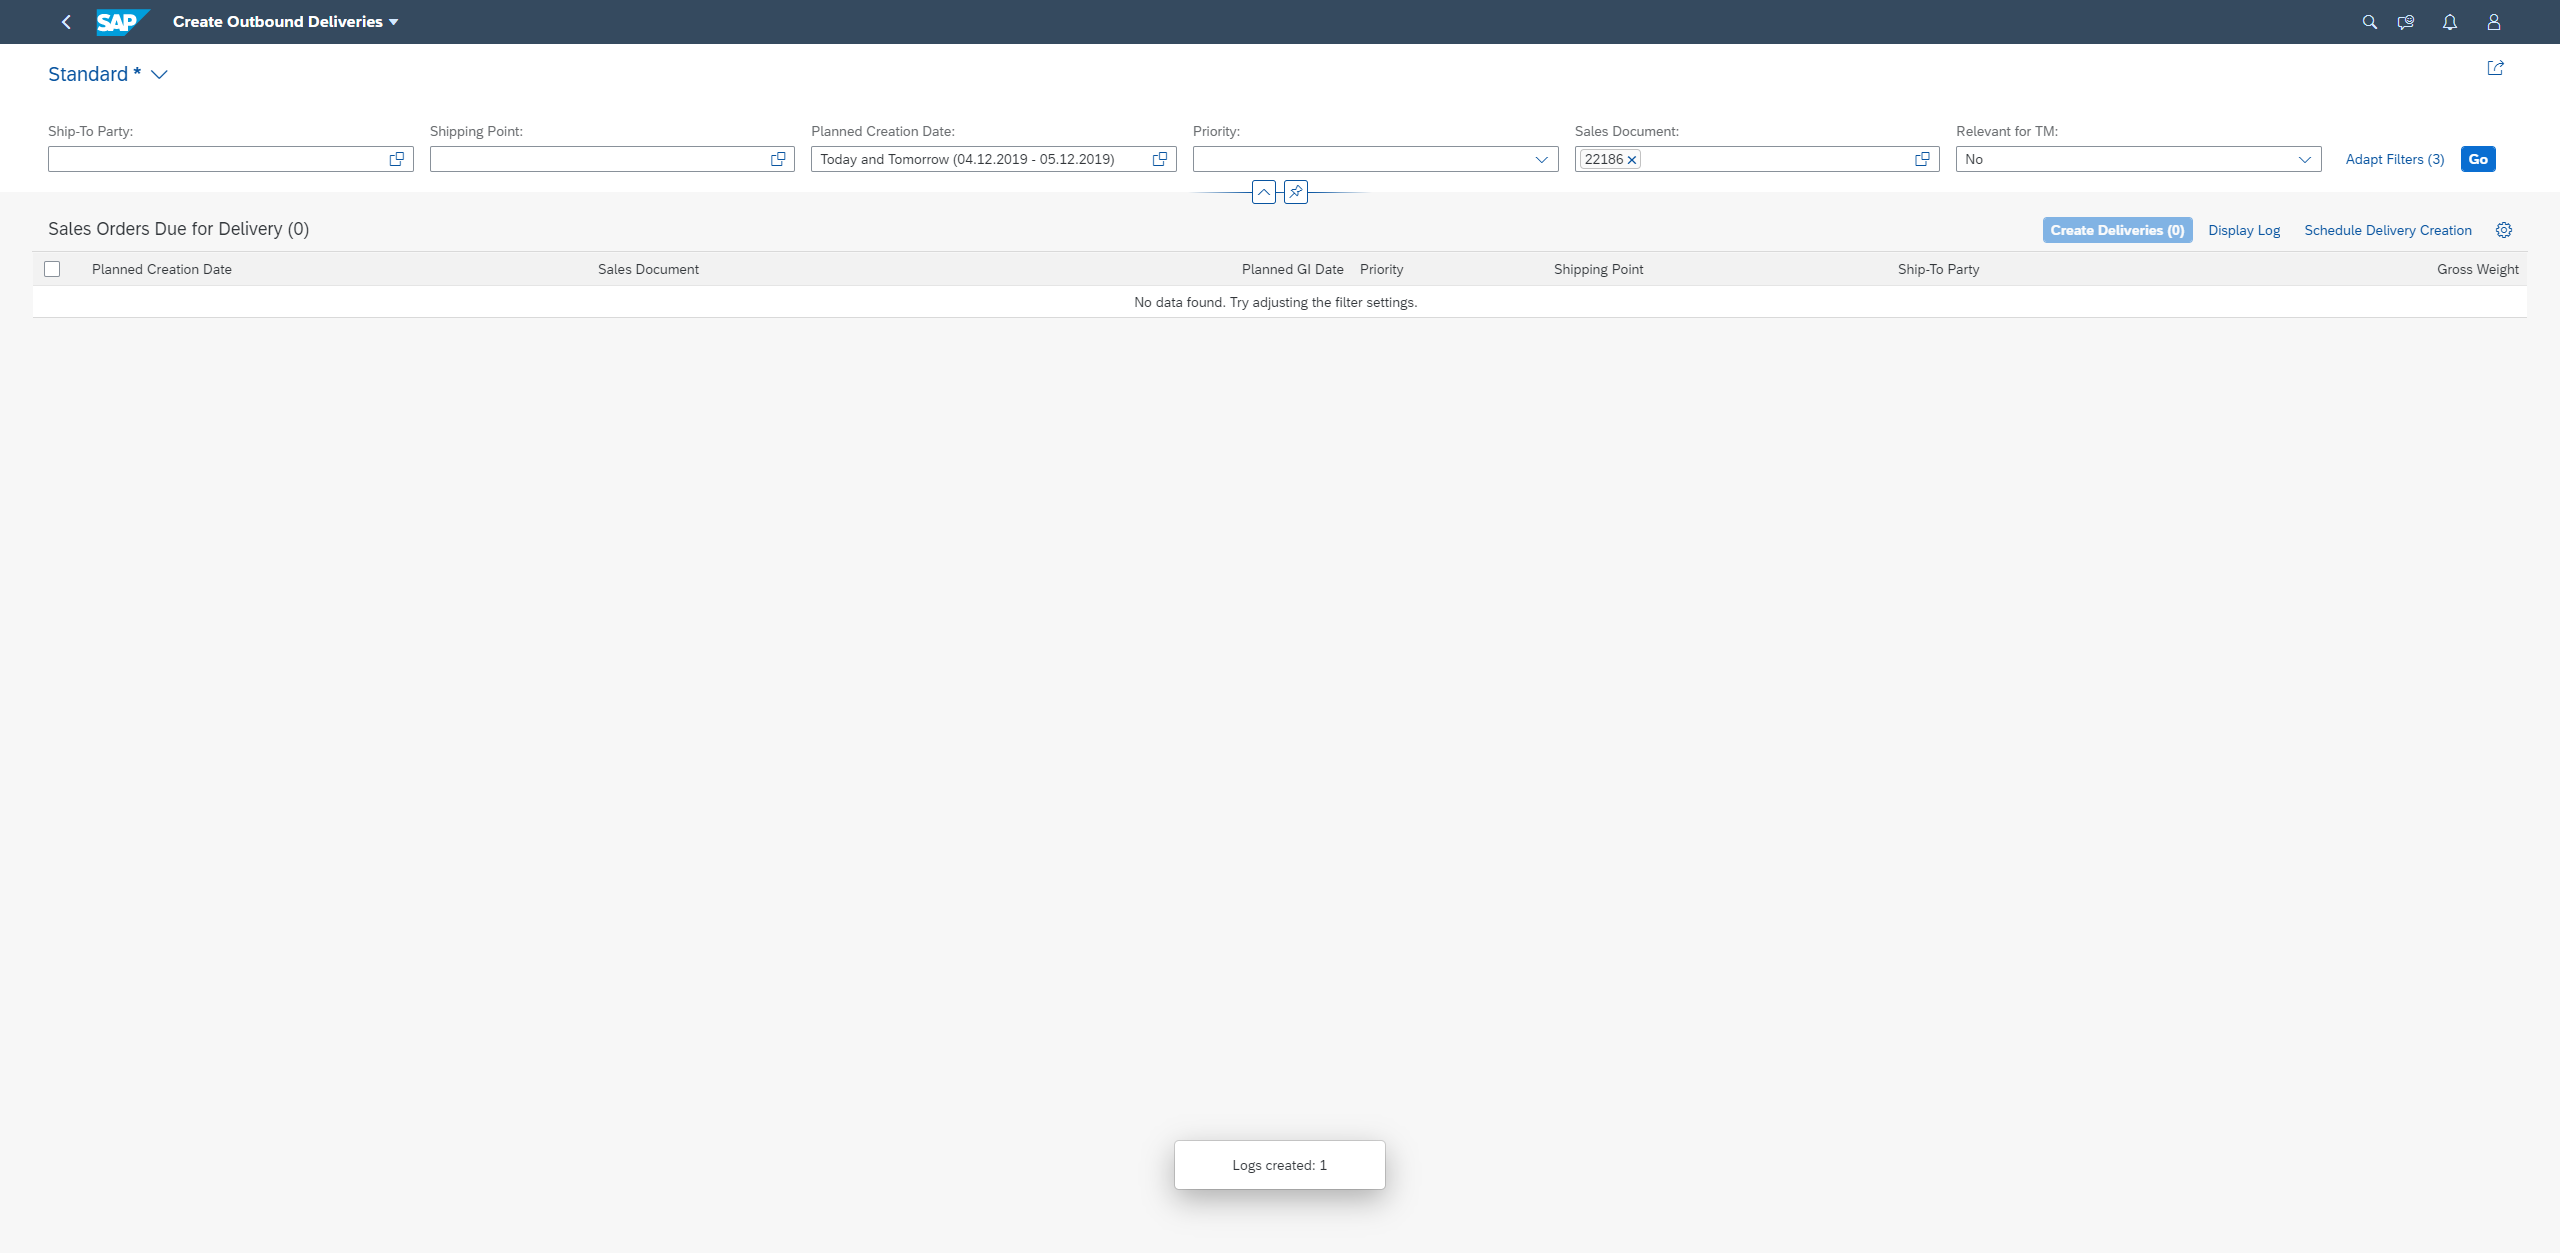 SAP Create Outbound Deliveries
Standard *
Ship-To Party: Shipping Point: Planned Creation Date: Priority: Sales Document: Relevant for TM:
Today and Tomorrow (04.12.2019 - 05.12.2019) 22186 No Adapt Filters (3) Go
Sales Orders Due for Delivery (0) Create Deliveries (0) Display Log Schedule Delivery Creation
Planned Creation Date Sales Document Planned GI Date Priority Shipping Point Ship-To Party Gross Weight
No data found. Try adjusting the filter settings.
Logs created: 1